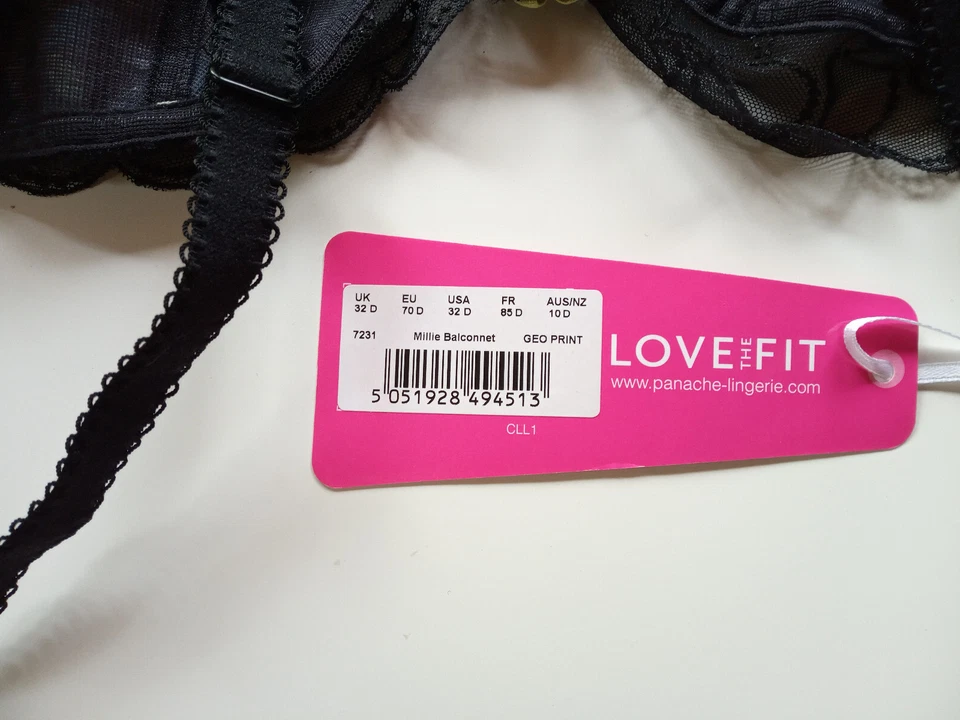 UK EU USA FR AUS/NZ
32 D 70 D 32 D 85 D 10 D
7231 Millie Balconnet GEO PRINT
5 051928 494513
CLL1
LOVE THE FIT
www.panache-lingerie.com